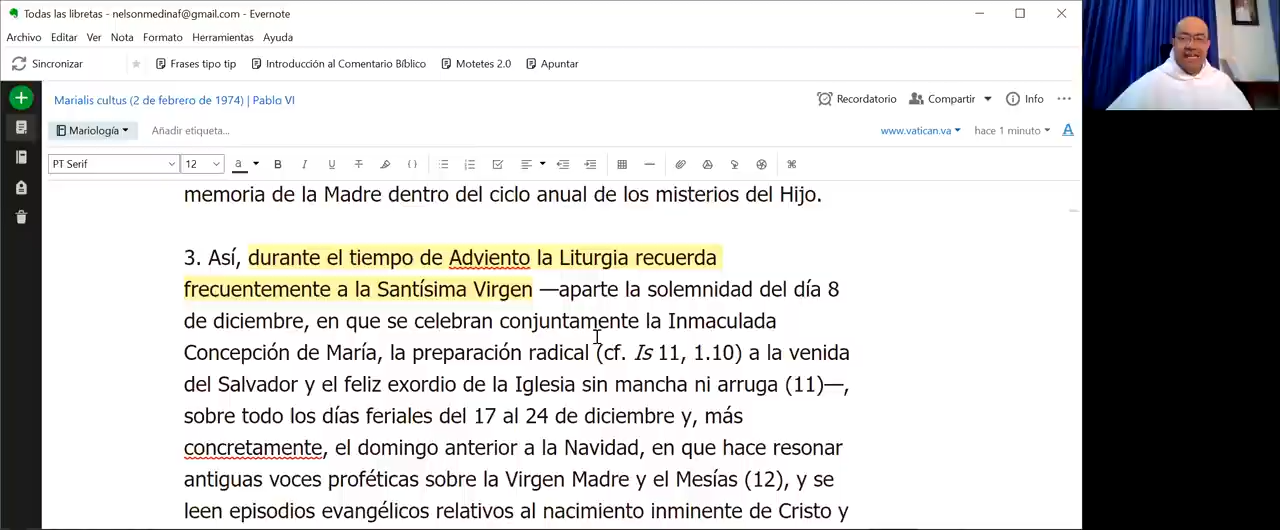 Todas las libretas - nelsonmedinaf@gmail.com - Evernote
Archivo Editar Ver Nota Formato Herramientas Ayuda
Sincronizar Frases tipo tip Introducción al Comentario Bíblico Motetes 2.0 Apuntar
Marialis cultus (2 de febrero de 1974) | Pablo VI Recordatorio Compartir Info
Mariología Añadir etiqueta... www.vatican.va hace 1 minuto A
PT Serif 12 a B I U T
memoria de la Madre dentro del ciclo anual de los misterios del Hijo.
3. Así, durante el tiempo de Adviento la Liturgia recuerda
frecuentemente a la Santísima Virgen —aparte la solemnidad del día 8
de diciembre, en que se celebran conjuntamente la Inmaculada
Concepción de María, la preparación radical (cf. Is 11, 1.10) a la venida
del Salvador y el feliz exordio de la Iglesia sin mancha ni arruga (11)—,
sobre todo los días feriales del 17 al 24 de diciembre y, más
concretamente, el domingo anterior a la Navidad, en que hace resonar
antiguas voces proféticas sobre la Virgen Madre y el Mesías (12), y se
leen episodios evangélicos relativos al nacimiento inminente de Cristo y